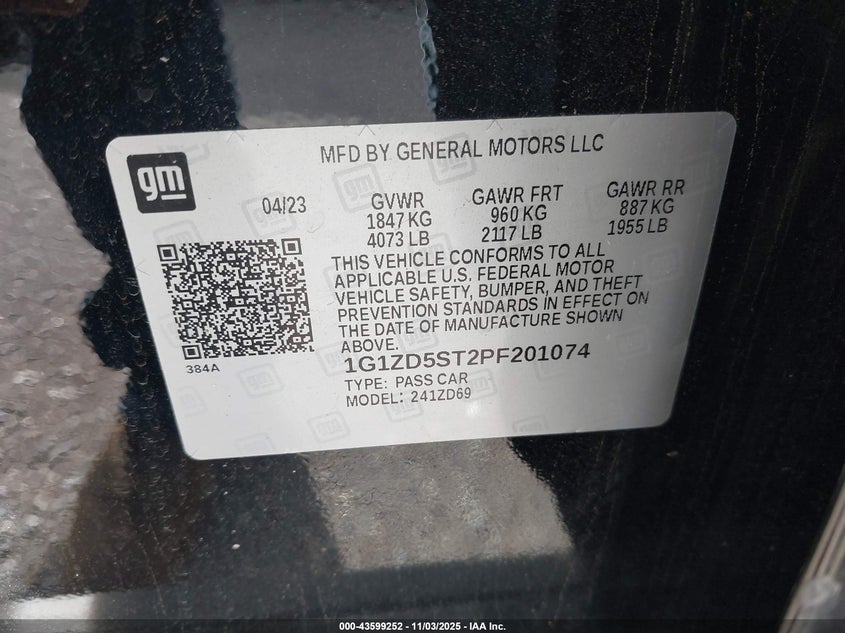 gm
MFD BY GENERAL MOTORS LLC
04/23
GVWR
1847 KG
4073 LB
GAWR FRT
960 KG
2117 LB
GAWR RR
887 KG
1955 LB
THIS VEHICLE CONFORMS TO ALL
APPLICABLE U.S. FEDERAL MOTOR
VEHICLE SAFETY, BUMPER, AND THEFT
PREVENTION STANDARDS IN EFFECT ON
THE DATE OF MANUFACTURE SHOWN
ABOVE.
384A
1G1ZD5ST2PF201074
TYPE: PASS CAR
MODEL: 241ZD69
000-43599252 - 11/03/2025 - IAA Inc.